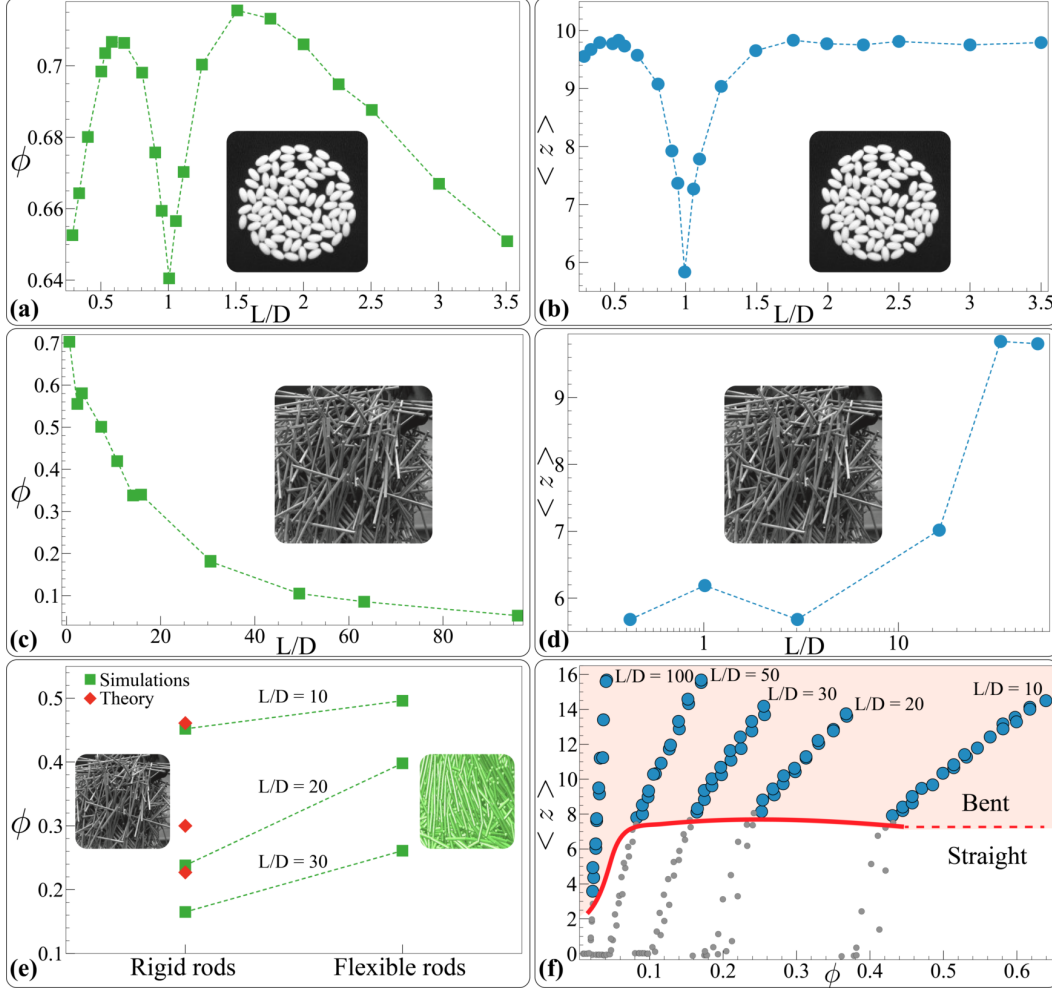 0.7
0.68
ϕ
0.66
0.64
0.5 1 1.5 2 2.5 3 3.5
(a) L/D
10
9
< z >
8
7
6
0.5 1 1.5 2 2.5 3 3.5
(b) L/D
0.7
0.6
0.5
ϕ
0.4
0.3
0.2
0.1
0 20 40 60 80
(c) L/D
9
< z >
8
7
6
1 10
(d) L/D
Simulations
Theory
0.5
L/D = 10
0.4
ϕ
L/D = 20
0.3
L/D = 30
0.2
0.1
(e) Rigid rods Flexible rods
16
L/D = 100 L/D = 50
L/D = 30
L/D = 20
L/D = 10
14
12
10
< z >
8
Bent
6
Straight
4
2
0
0.1 0.2 0.3 0.4 0.5 0.6
(f) ϕ